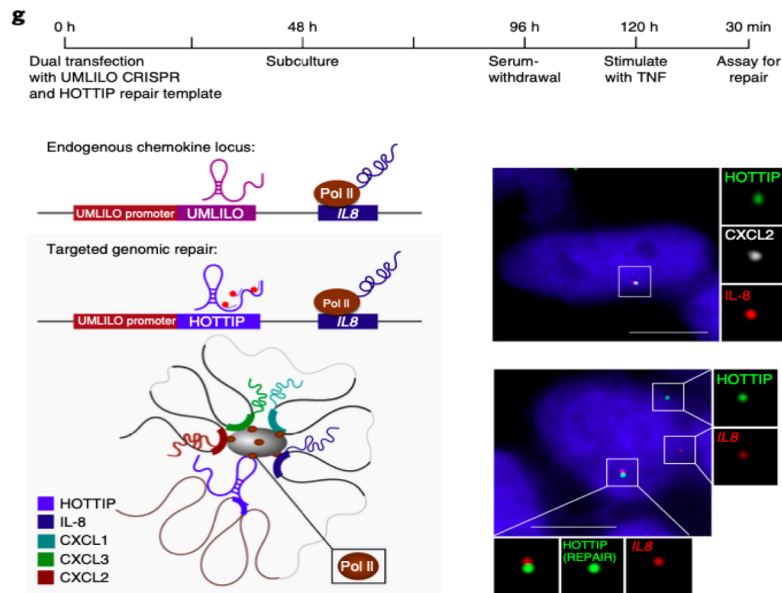 g
0 h 48 h 96 h 120 h 30 min
Dual transfection
with UMLILO CRISPR
and HOTTIP repair template
Subculture
Serum-
withdrawal
Stimulate
with TNF
Assay for
repair
Endogenous chemokine locus:
Pol II
UMLILO promoter UMLILO IL8
Targeted genomic repair:
Pol II
UMLILO promoter HOTTIP IL8
HOTTIP
IL-8
CXCL1
CXCL3
CXCL2
Pol II
HOTTIP
CXCL2
IL-8
HOTTIP
IL8
HOTTIP
(REPAIR)
IL8